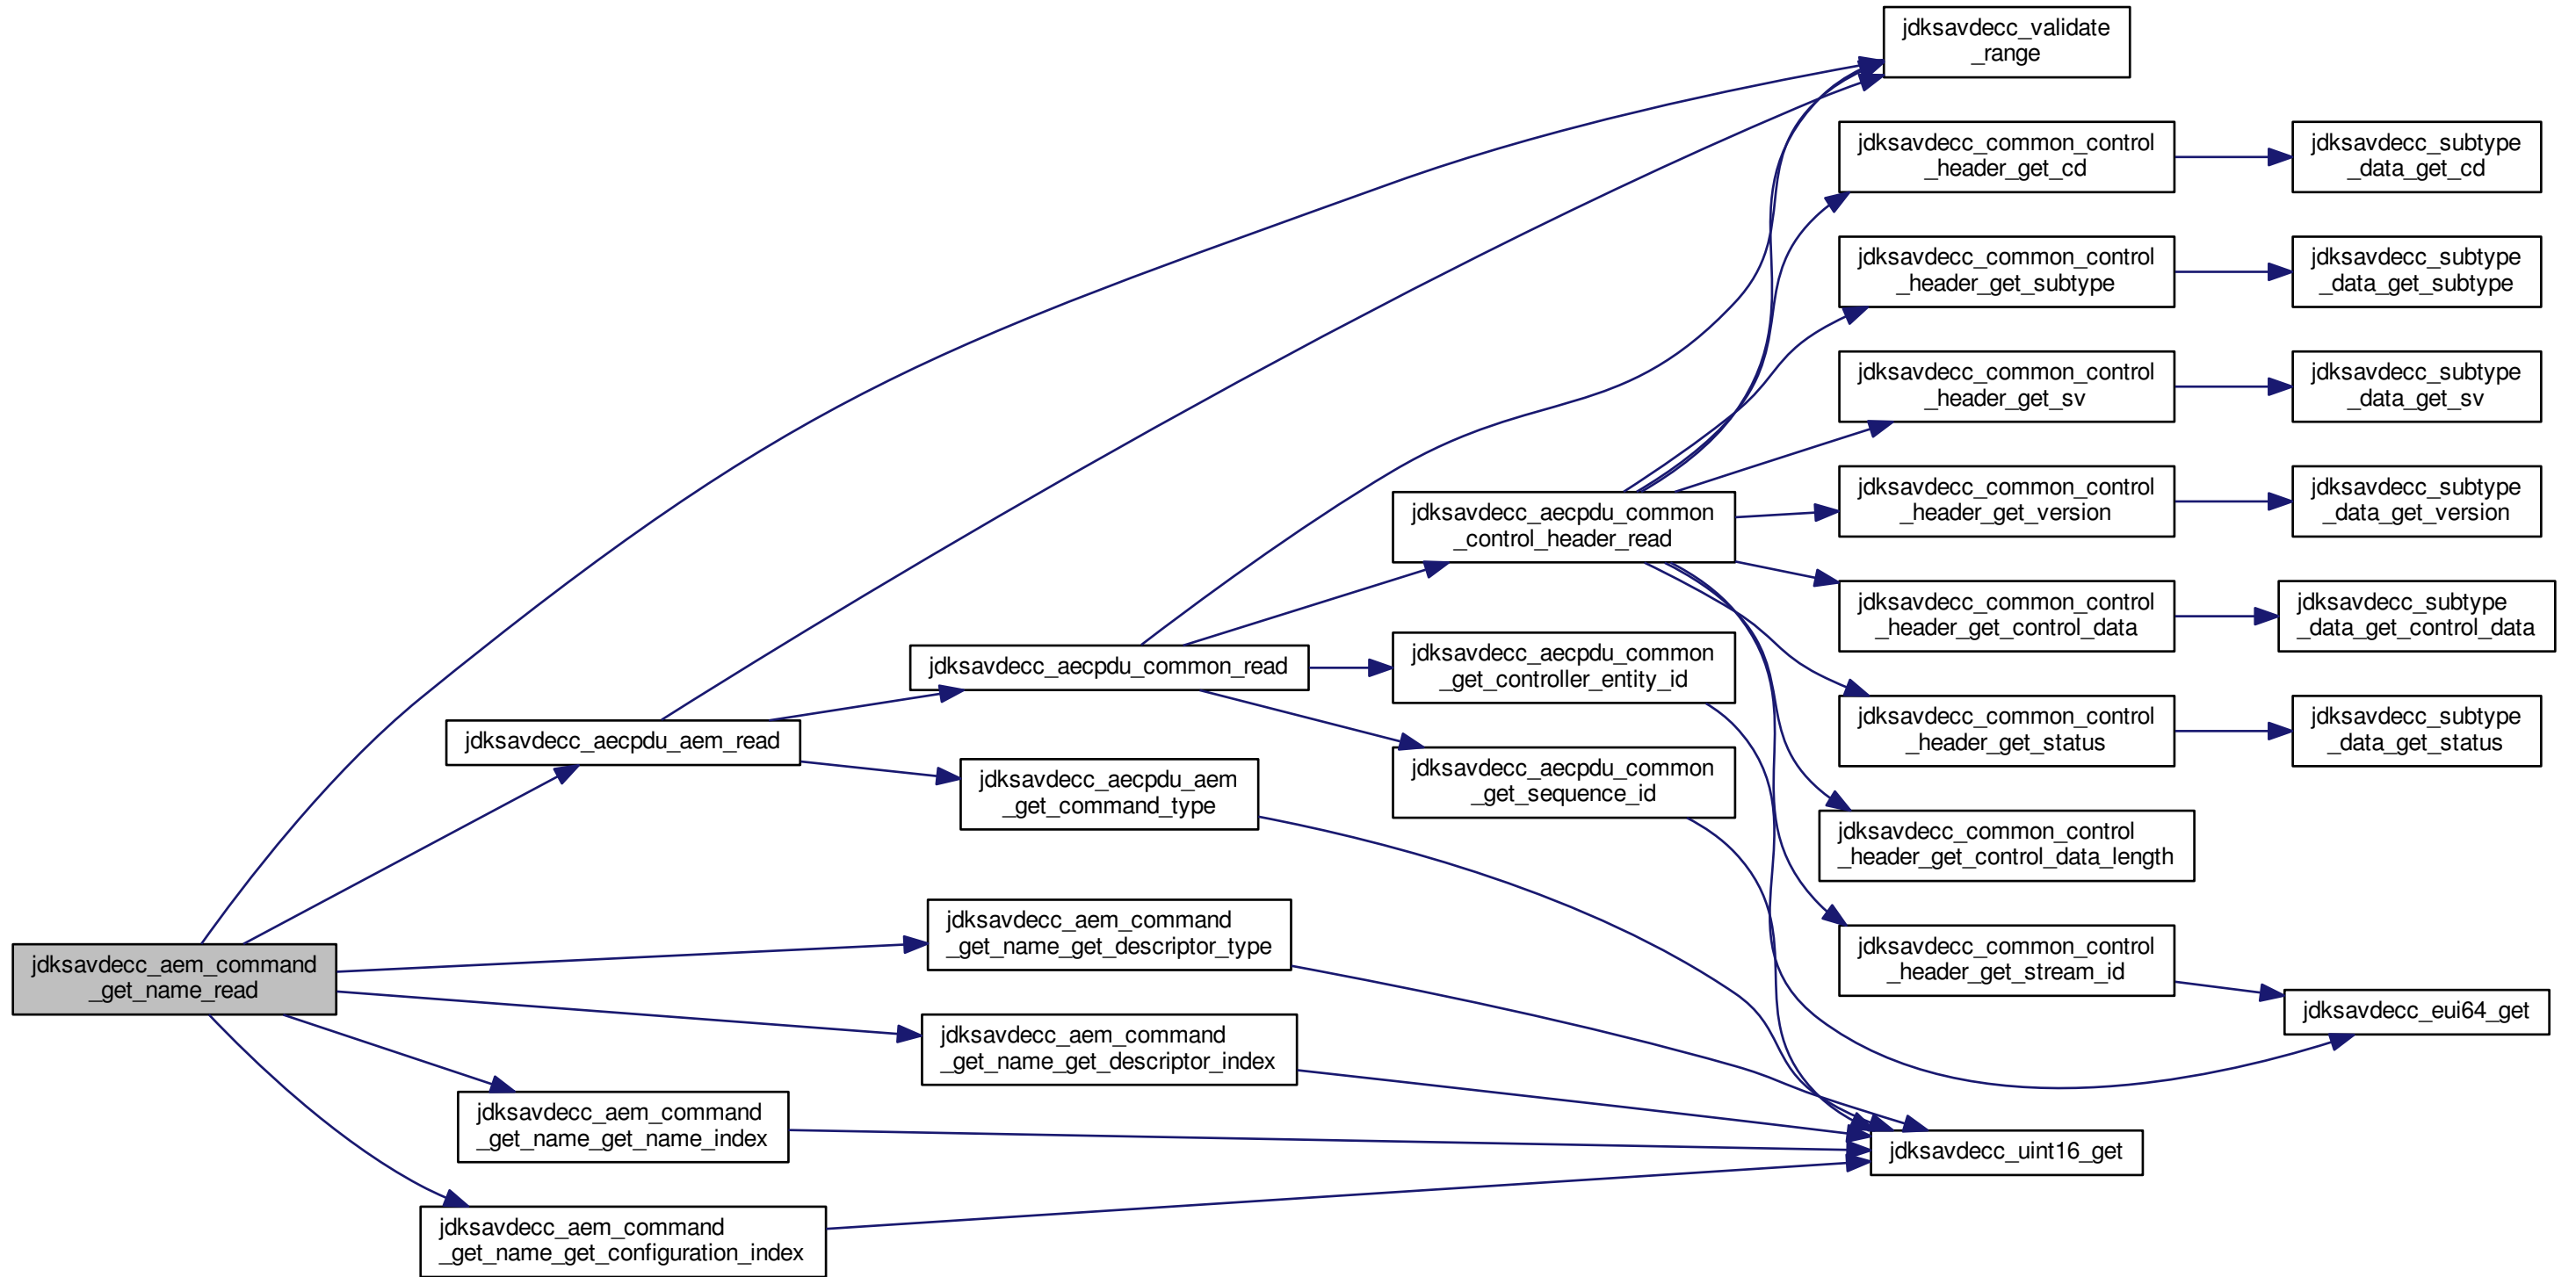 jdksavdecc_aem_command
_get_name_read
jdksavdecc_validate
_range
jdksavdecc_aecpdu_aem_read
jdksavdecc_aecpdu_common_read
jdksavdecc_aecpdu_common
_control_header_read
jdksavdecc_common_control
_header_get_cd
jdksavdecc_subtype
_data_get_cd
jdksavdecc_common_control
_header_get_subtype
jdksavdecc_subtype
_data_get_subtype
jdksavdecc_common_control
_header_get_sv
jdksavdecc_subtype
_data_get_sv
jdksavdecc_common_control
_header_get_version
jdksavdecc_subtype
_data_get_version
jdksavdecc_common_control
_header_get_control_data
jdksavdecc_subtype
_data_get_control_data
jdksavdecc_common_control
_header_get_status
jdksavdecc_subtype
_data_get_status
jdksavdecc_common_control
_header_get_control_data_length
jdksavdecc_common_control
_header_get_stream_id
jdksavdecc_eui64_get
jdksavdecc_aecpdu_common
_get_controller_entity_id
jdksavdecc_aecpdu_common
_get_sequence_id
jdksavdecc_aecpdu_aem
_get_command_type
jdksavdecc_aem_command
_get_name_get_descriptor_type
jdksavdecc_aem_command
_get_name_get_descriptor_index
jdksavdecc_aem_command
_get_name_get_name_index
jdksavdecc_aem_command
_get_name_get_configuration_index
jdksavdecc_uint16_get